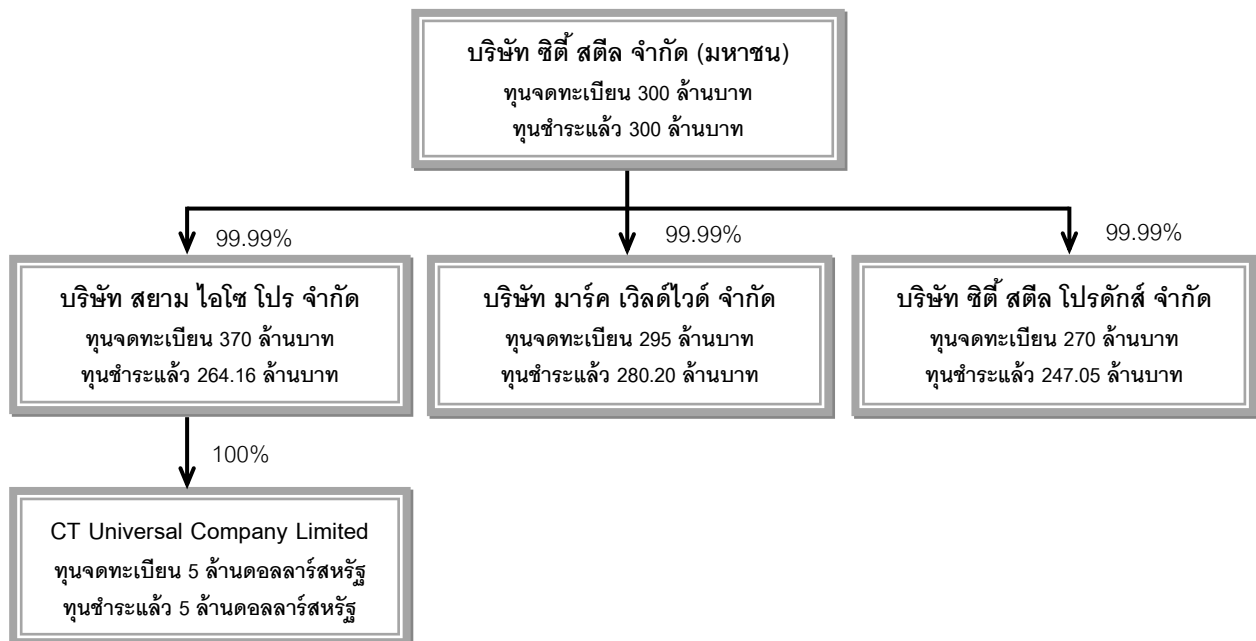 บริษัท ซิตี้ สตีล จำกัด (มหาชน)
ทุนจดทะเบียน 300 ล้านบาท
ทุนชำระแล้ว 300 ล้านบาท
99.99%
99.99%
99.99%
บริษัท สยาม ไอโซ โปร จำกัด
ทุนจดทะเบียน 370 ล้านบาท
ทุนชำระแล้ว 264.16 ล้านบาท
บริษัท มาร์ค เวิลด์ไวด์ จำกัด
ทุนจดทะเบียน 295 ล้านบาท
ทุนชำระแล้ว 280.20 ล้านบาท
บริษัท ซิตี้ สตีล โปรดักส์ จำกัด
ทุนจดทะเบียน 270 ล้านบาท
ทุนชำระแล้ว 247.05 ล้านบาท
100%
CT Universal Company Limited
ทุนจดทะเบียน 5 ล้านดอลลาร์สหรัฐ
ทุนชำระแล้ว 5 ล้านดอลลาร์สหรัฐ